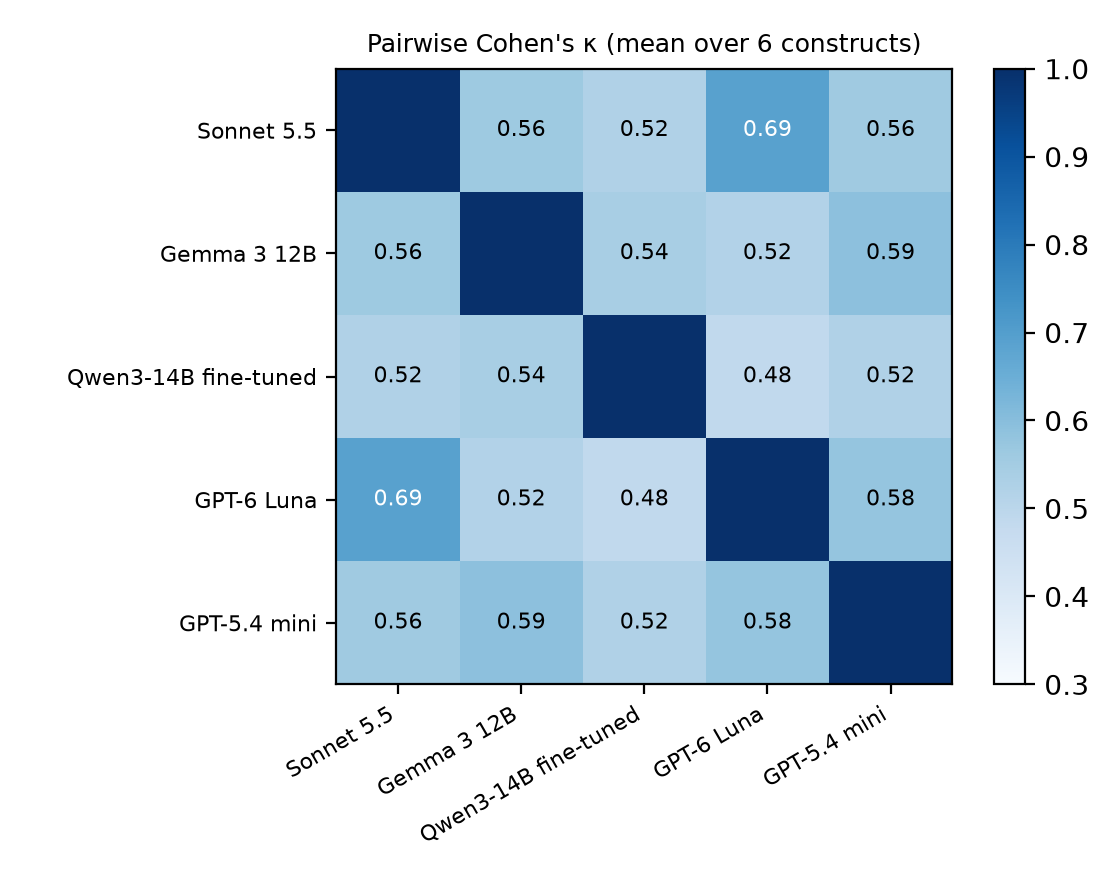 Pairwise Cohen's κ (mean over 6 constructs)
Sonnet 5.5
0.56
0.52
0.69
0.56
Gemma 3 12B
0.56
0.54
0.52
0.59
Qwen3-14B fine-tuned
0.52
0.54
0.48
0.52
GPT-6 Luna
0.69
0.52
0.48
0.58
GPT-5.4 mini
0.56
0.59
0.52
0.58
Sonnet 5.5
Gemma 3 12B
Qwen3-14B fine-tuned
GPT-6 Luna
GPT-5.4 mini
1.0
0.9
0.8
0.7
0.6
0.5
0.4
0.3